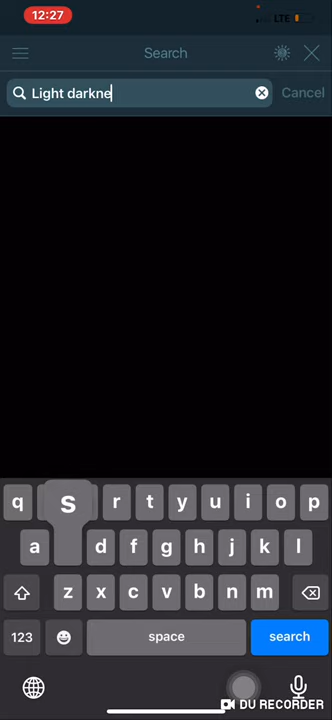 12:27
LTE
Search
Light darkne
Cancel
q s r t y u i o p
a d f g h j k l
z x c v b n m
123 space search
DU RECORDER